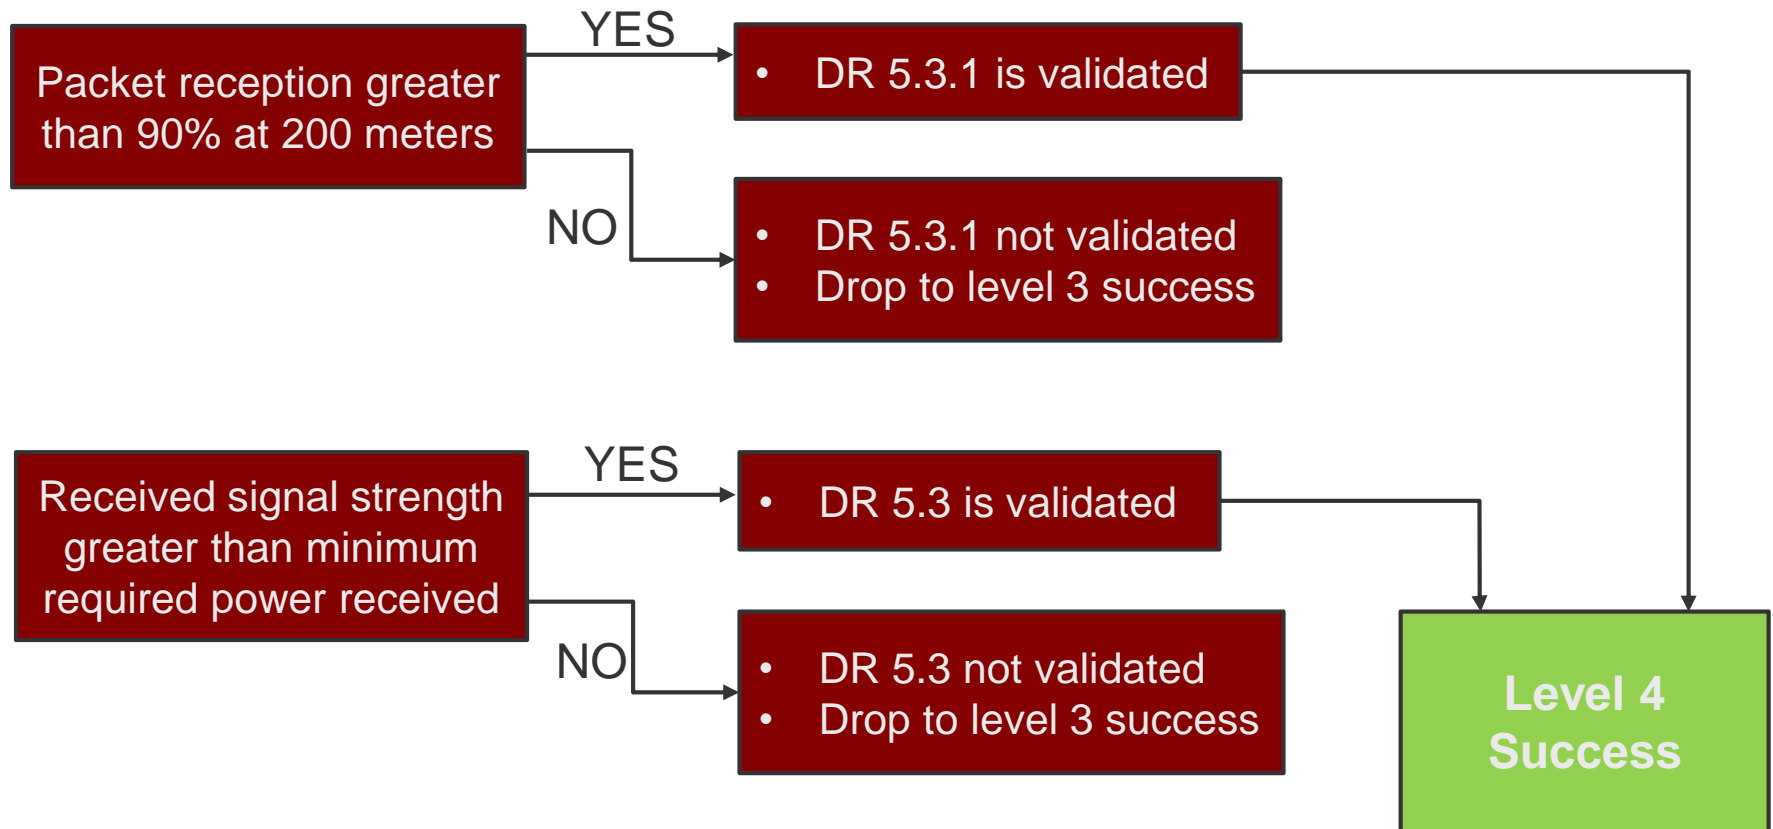 YES
Packet reception greater
than 90% at 200 meters
• DR 5.3.1 is validated
NO
• DR 5.3.1 not validated
• Drop to level 3 success
YES
Received signal strength
greater than minimum
required power received
• DR 5.3 is validated
NO
• DR 5.3 not validated
• Drop to level 3 success
Level 4
Success